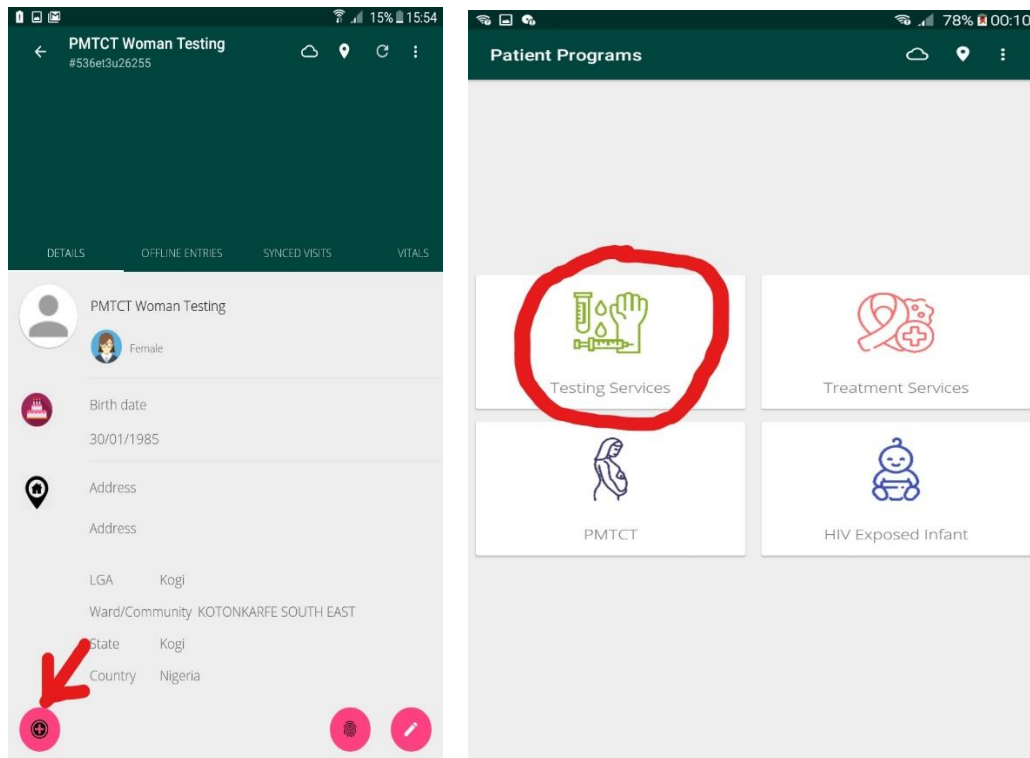 15% 15:54
PMTCT Woman Testing
#536et3u26255
DETAILS OFFLINE ENTRIES SYNCED VISITS VITALS
PMTCT Woman Testing
Female
Birth date
30/01/1985
Address
Address
LGA Kogi
Ward/Community KOTONKARFE SOUTH EAST
State Kogi
Country Nigeria
78% 00:10
Patient Programs
Testing Services
Treatment Services
PMTCT
HIV Exposed Infant